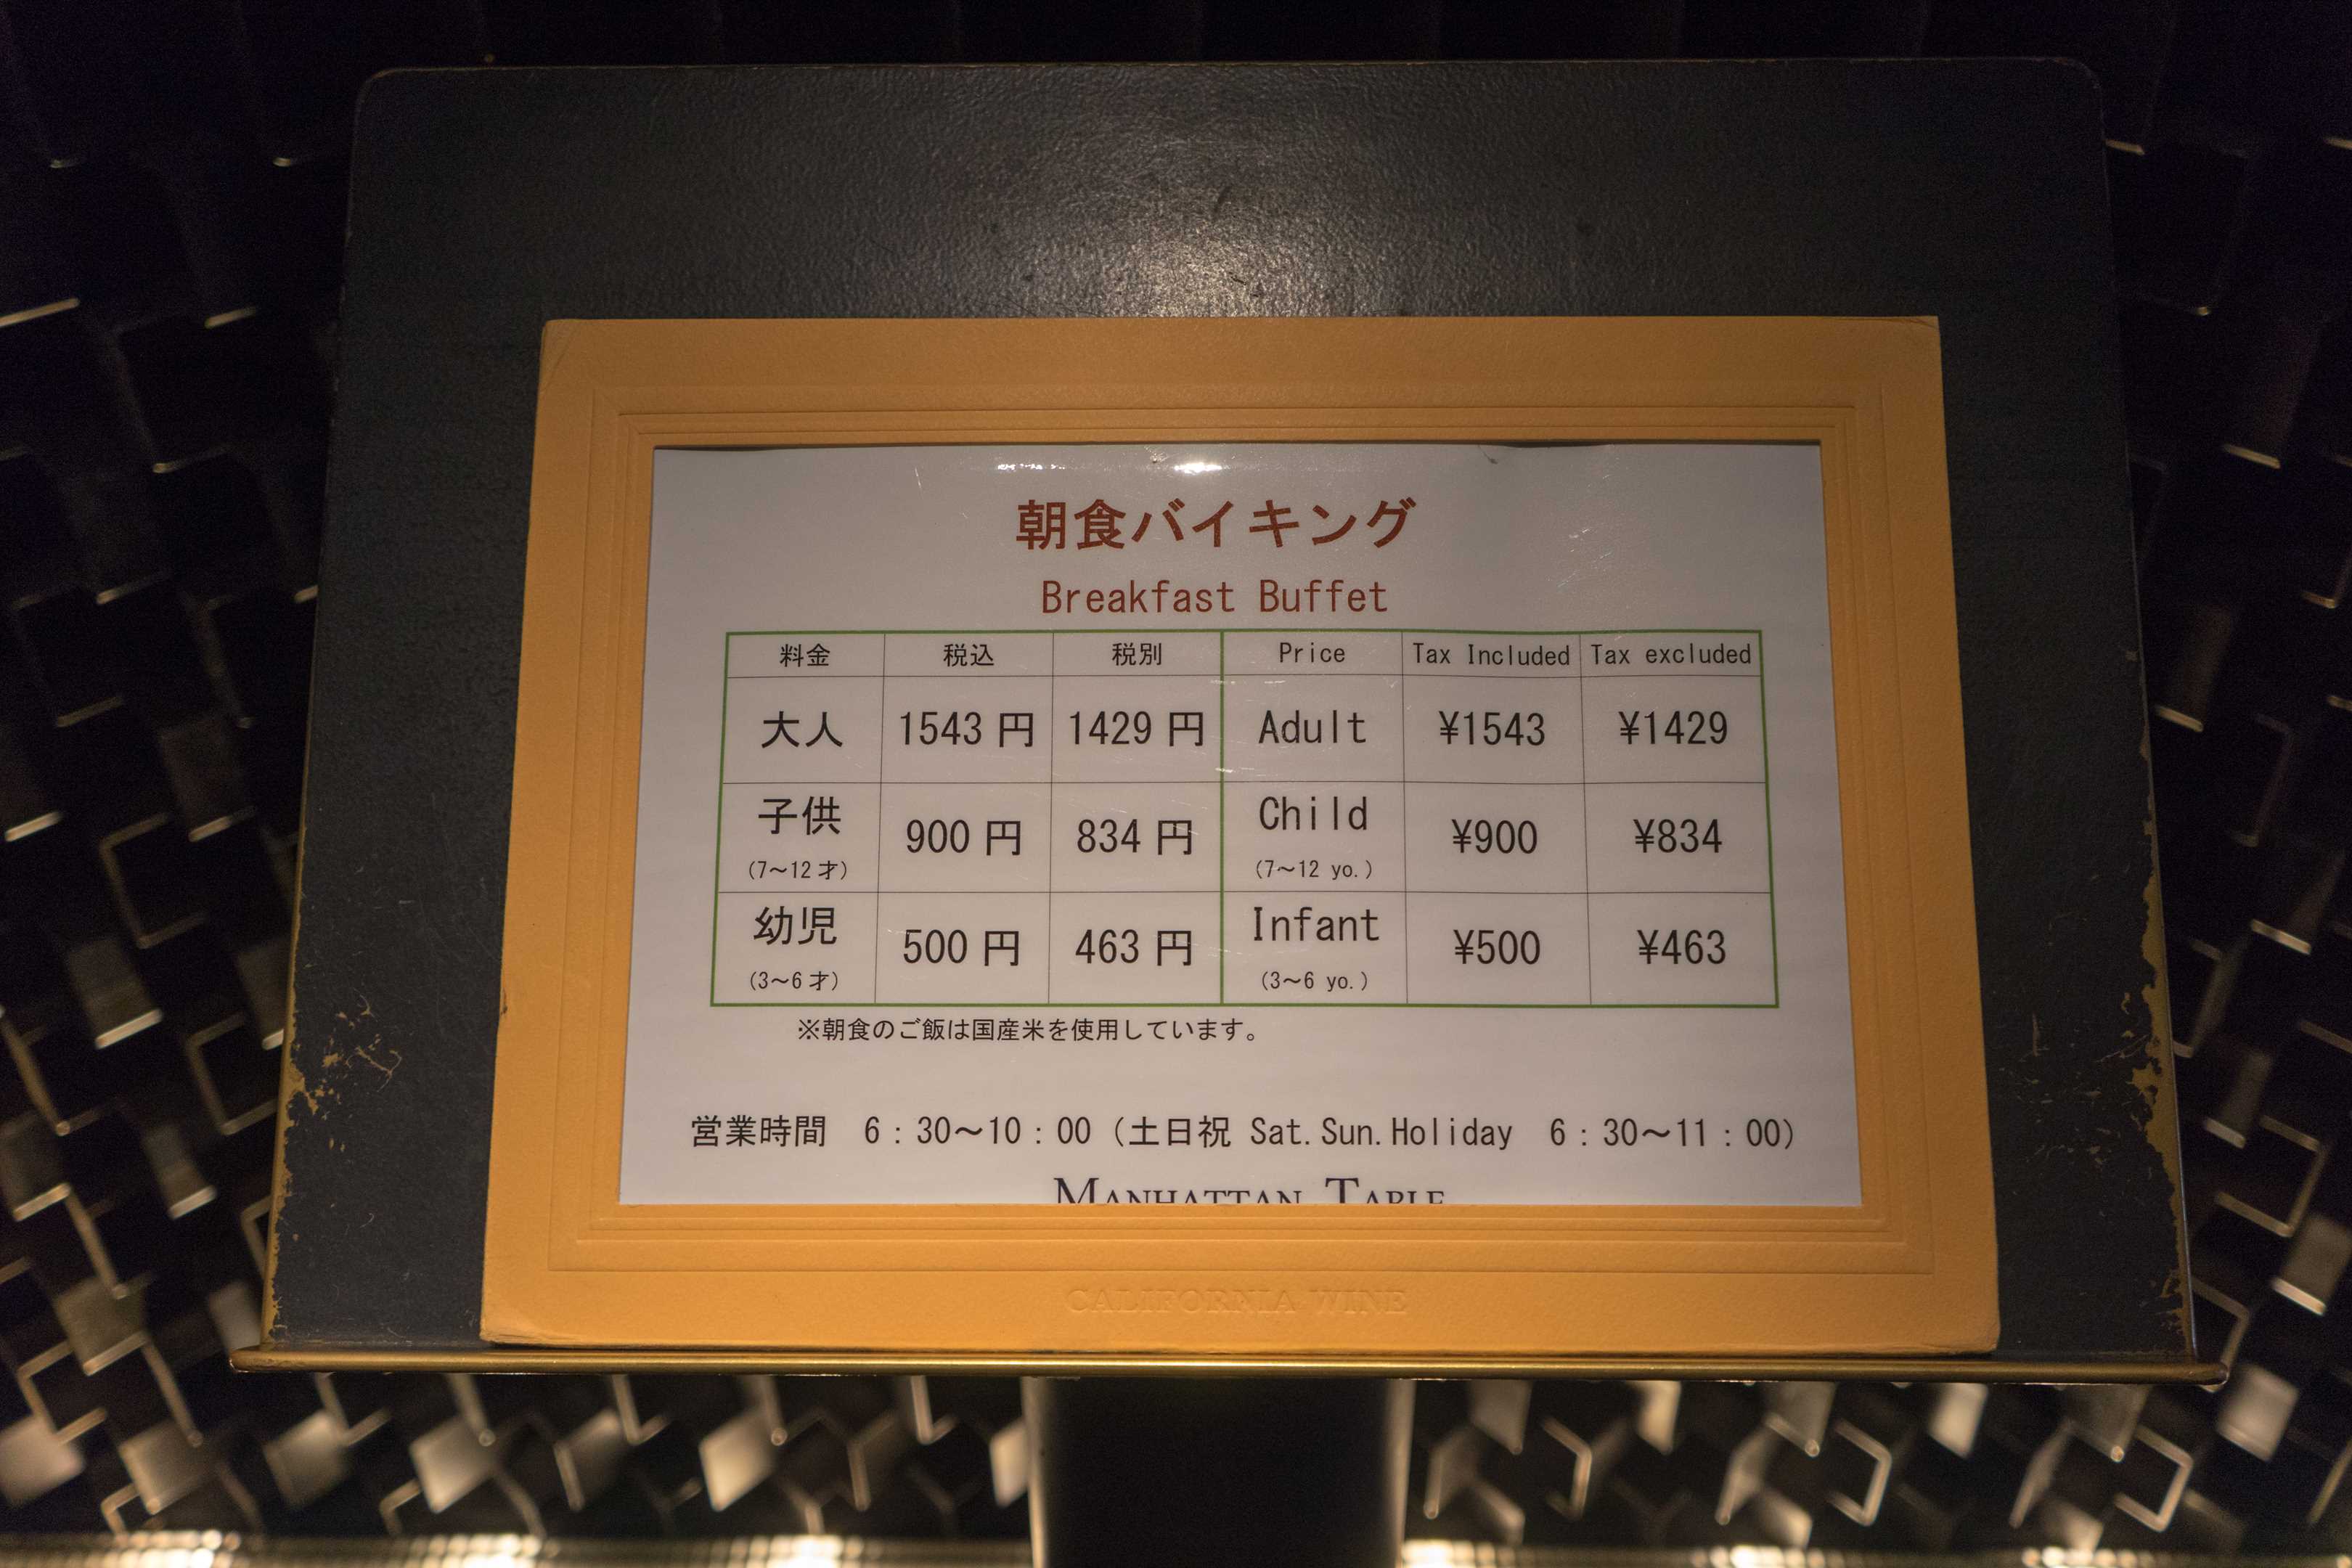 朝食バイキング
Breakfast Buffet
料金 税込 税別 Price Tax Included Tax excluded
大人 1543 円 1429 円 Adult ¥1543 ¥1429
子供 (7～12 才) 900 円 834 円 Child (7～12 yo.) ¥900 ¥834
幼児 (3～6 才) 500 円 463 円 Infant (3～6 yo.) ¥500 ¥463
※朝食のご飯は国産米を使用しています。
営業時間 6：30～10：00（土日祝 Sat.Sun.Holiday 6：30～11：00）
MANHATTAN TABLE
CALIFORNIA WINE